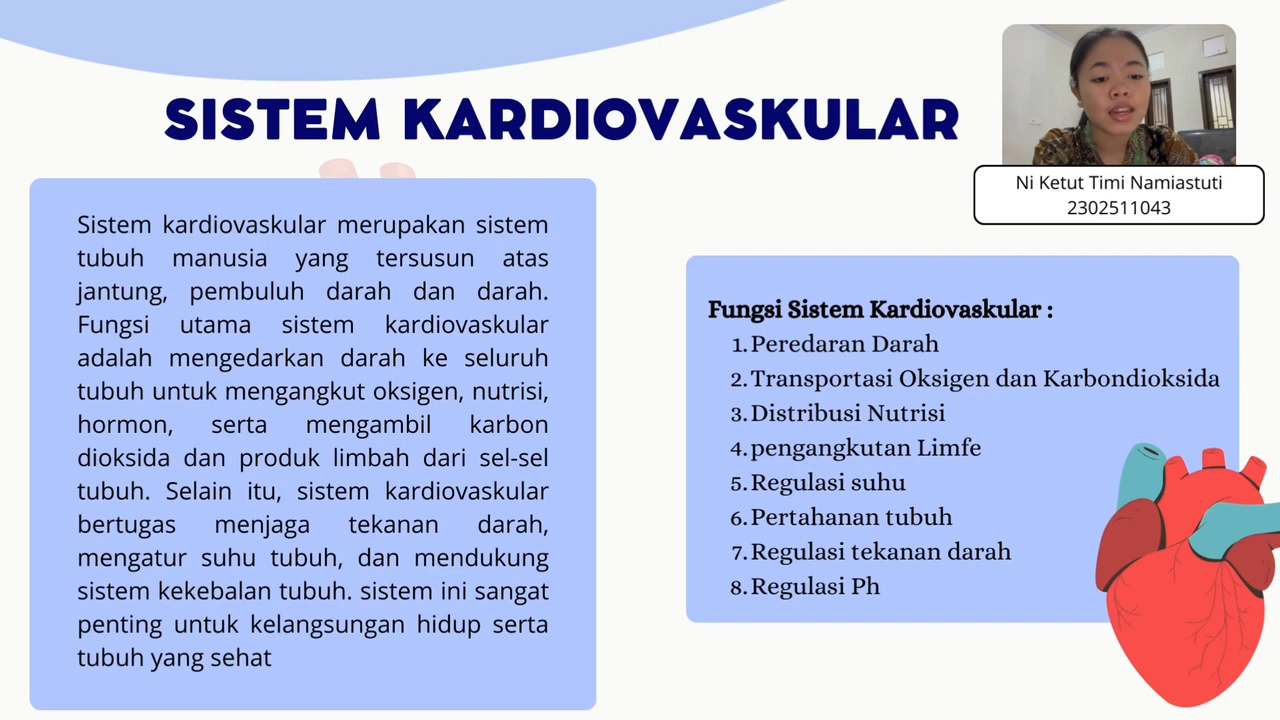 SISTEM KARDIOVASKULAR
Ni Ketut Timi Namiastuti
2302511043
Sistem kardiovaskular merupakan sistem
tubuh manusia yang tersusun atas
jantung, pembuluh darah dan darah.
Fungsi utama sistem kardiovaskular
adalah mengedarkan darah ke seluruh
tubuh untuk mengangkut oksigen, nutrisi,
hormon, serta mengambil karbon
dioksida dan produk limbah dari sel-sel
tubuh. Selain itu, sistem kardiovaskular
bertugas menjaga tekanan darah,
mengatur suhu tubuh, dan mendukung
sistem kekebalan tubuh. sistem ini sangat
penting untuk kelangsungan hidup serta
tubuh yang sehat
Fungsi Sistem Kardiovaskular :
1. Peredaran Darah
2. Transportasi Oksigen dan Karbondioksida
3. Distribusi Nutrisi
4. pengangkutan Limfe
5. Regulasi suhu
6. Pertahanan tubuh
7. Regulasi tekanan darah
8. Regulasi Ph